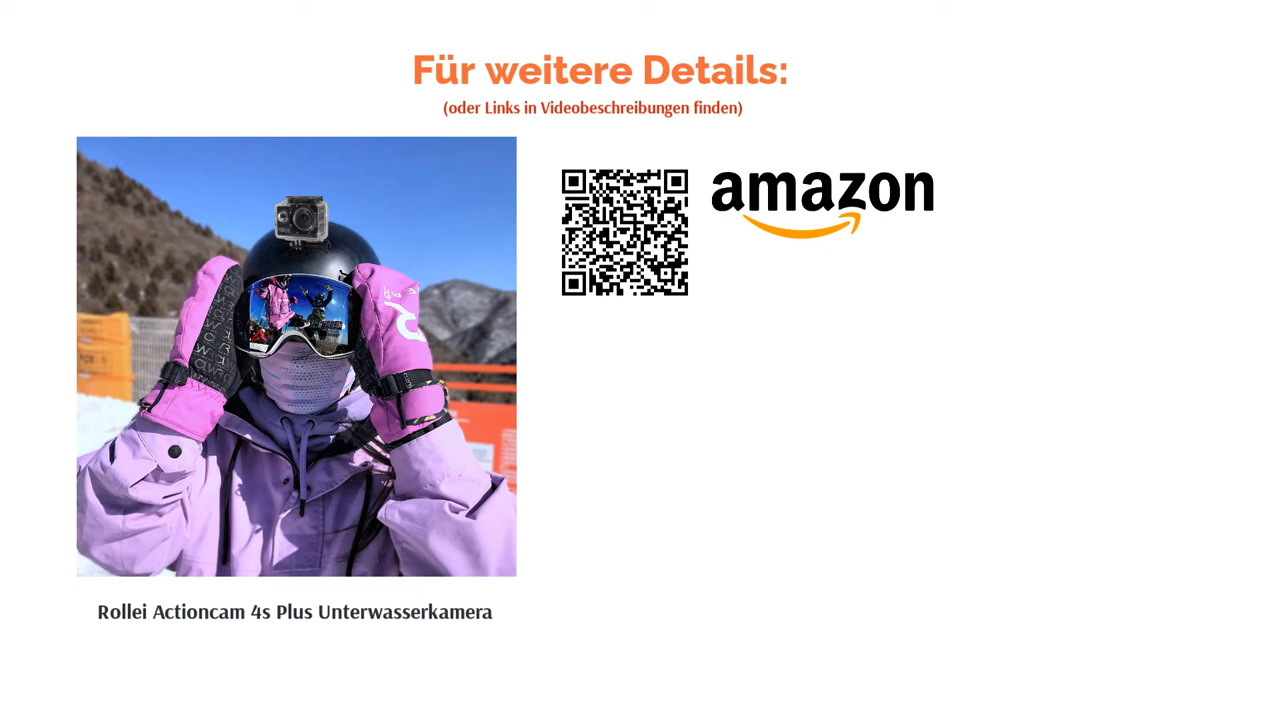 Für weitere Details:
(oder Links in Videobeschreibungen finden)
amazon
Rollei Actioncam 4s Plus Unterwasserkamera